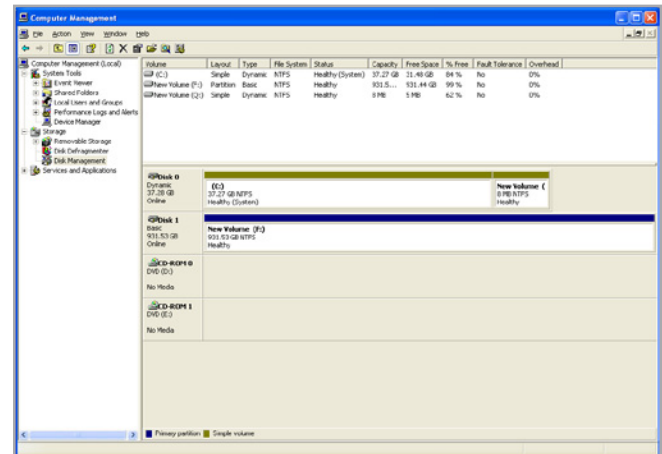 Computer Management
File Action View Window Help
Computer Management (Local)
System Tools
Event Viewer
Shared Folders
Local Users and Groups
Performance Logs and Alerts
Device Manager
Storage
Removable Storage
Disk Defragmenter
Disk Management
Services and Applications
Volume Layout Type File System Status Capacity Free Space % Free Fault Tolerance Overhead
(C:) Simple Dynamic NTFS Healthy (System) 37.27 GB 31.48 GB 84 % No 0%
New Volume (F:) Partition Basic NTFS Healthy 931.5... 931.44 GB 99 % No 0%
New Volume (Q:) Simple Dynamic NTFS Healthy 8 MB 5 MB 62 % No 0%
Disk 0
Dynamic
37.28 GB
Online
(C:)
37.27 GB NTFS
Healthy (System)
New Volume (
8 MB NTFS
Healthy
Disk 1
Basic
931.53 GB
Online
New Volume (F:)
931.53 GB NTFS
Healthy
CD-ROM 0
DVD (D:)
No Media
CD-ROM 1
DVD (E:)
No Media
Primary partition Simple volume